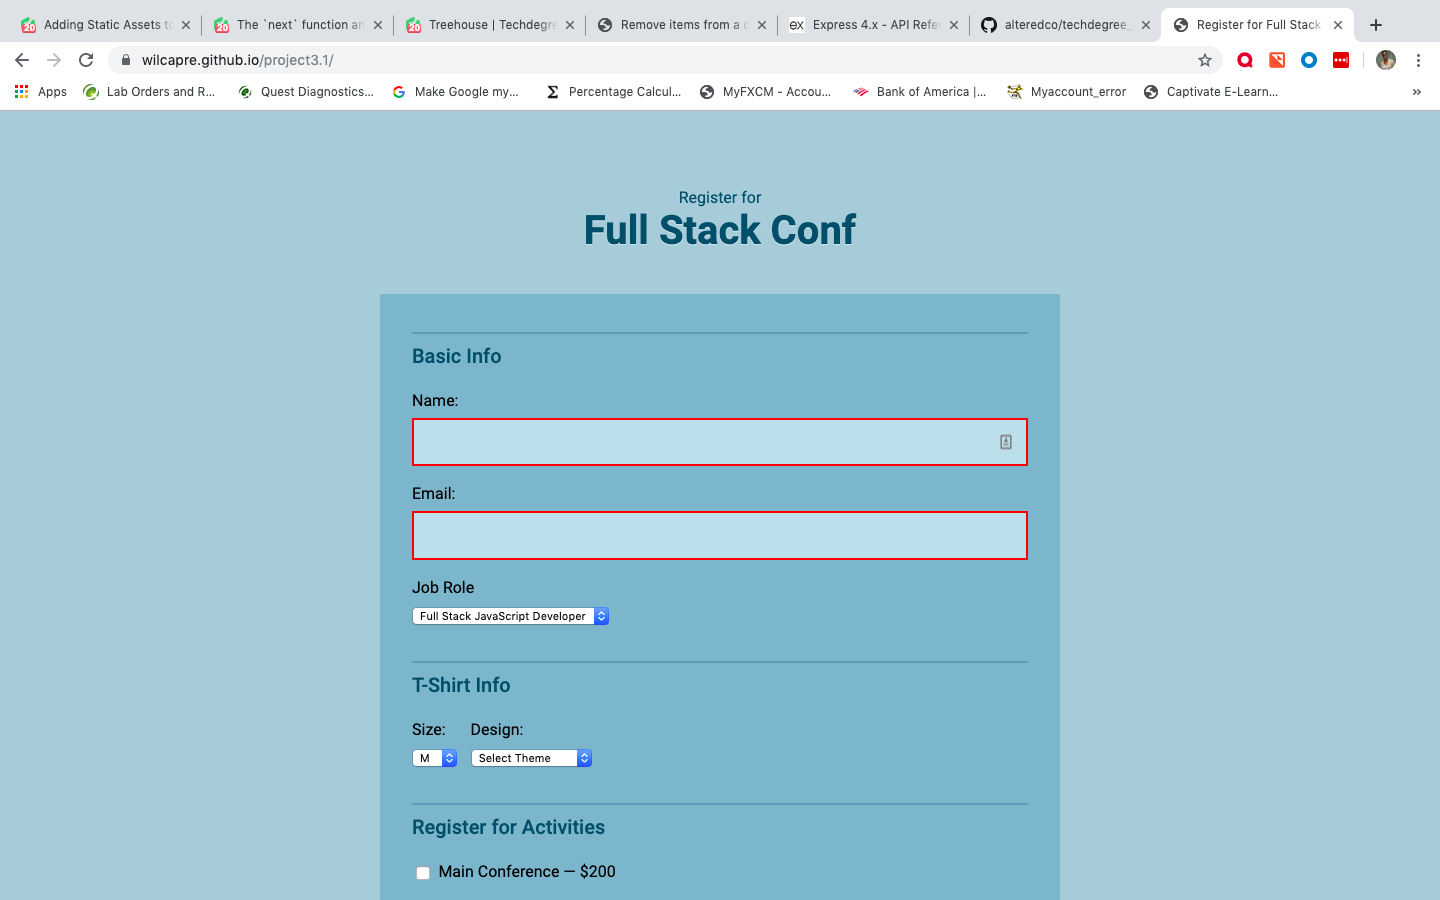 Adding Static Assets to
The `next` function an
Treehouse | Techdegre
Remove items from a d
Express 4.x - API Refe
alteredco/techdegree_
Register for Full Stack
wilcapre.github.io/project3.1/
Apps
Lab Orders and R...
Quest Diagnostics...
Make Google my...
Percentage Calcul...
MyFXCM - Accou...
Bank of America |...
Myaccount_error
Captivate E-Learn...
Register for
Full Stack Conf
Basic Info
Name:
Email:
Job Role
Full Stack JavaScript Developer
T-Shirt Info
Size: Design:
M Select Theme
Register for Activities
Main Conference — $200